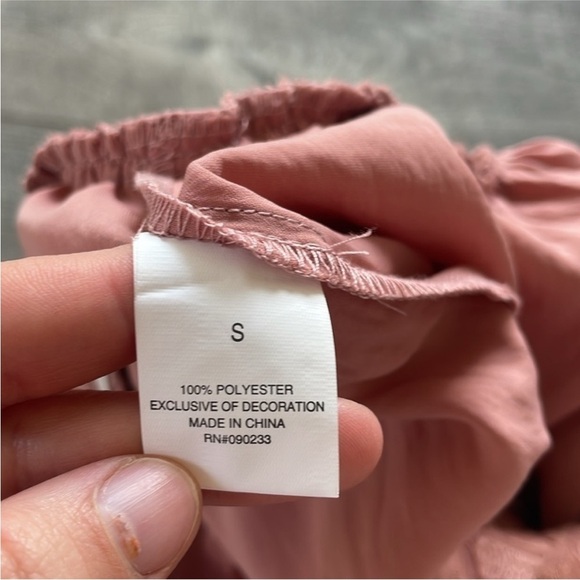 S
100% POLYESTER
EXCLUSIVE OF DECORATION
MADE IN CHINA
RN#090233